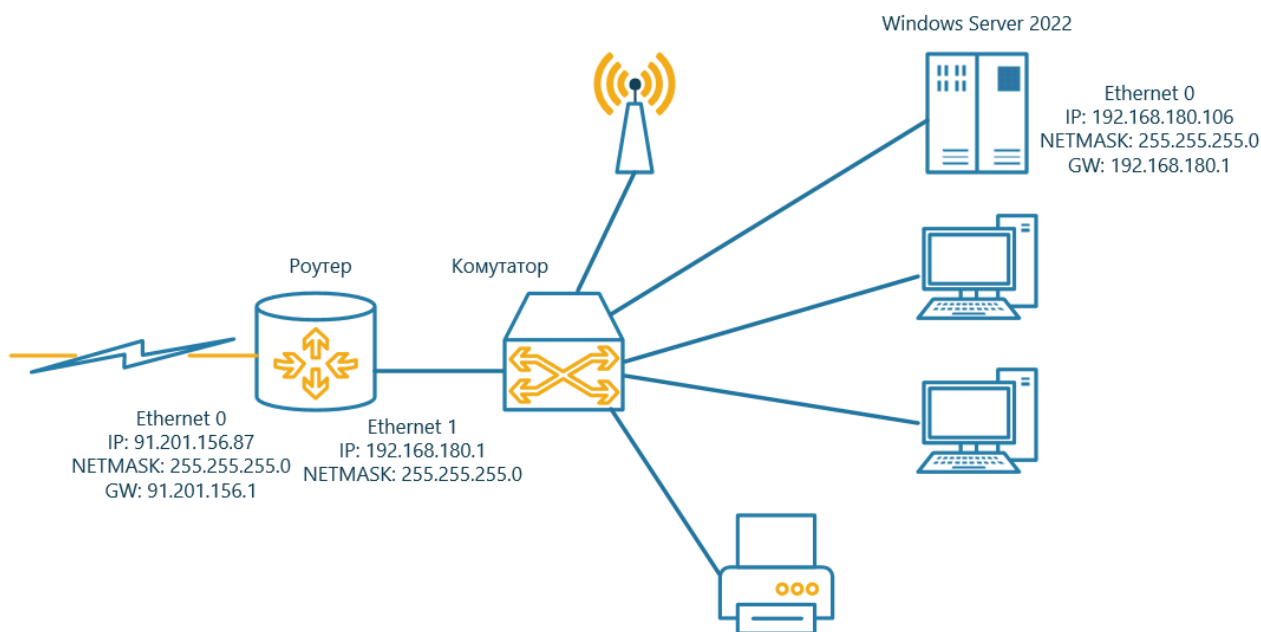 Windows Server 2022
Ethernet 0
IP: 192.168.180.106
NETMASK: 255.255.255.0
GW: 192.168.180.1
Роутер
Комутатор
Ethernet 0
IP: 91.201.156.87
NETMASK: 255.255.255.0
GW: 91.201.156.1
Ethernet 1
IP: 192.168.180.1
NETMASK: 255.255.255.0